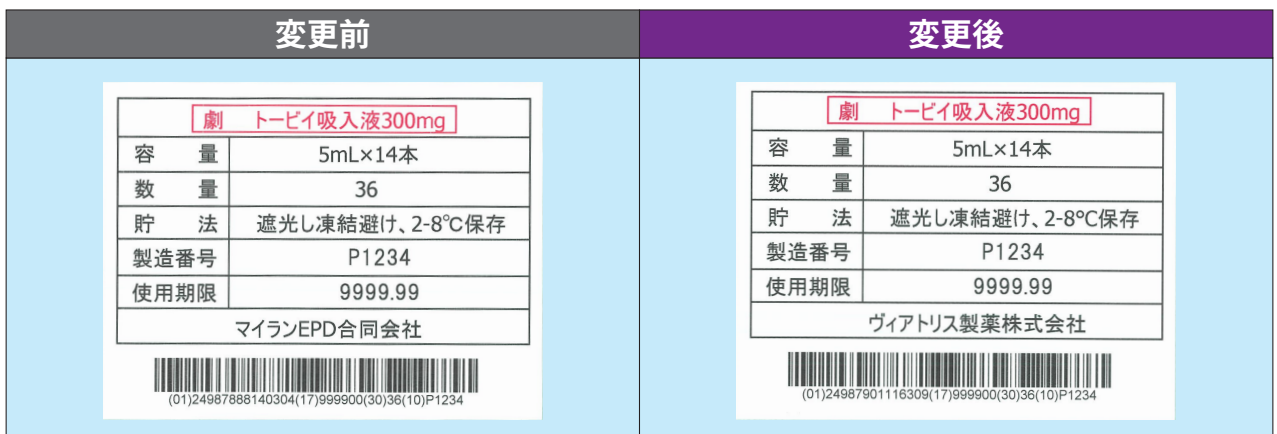 変更前
劇 トービイ吸入液300mg
容 量 5mL×14本
数 量 36
貯 法 遮光し凍結避け、2-8℃保存
製造番号 P1234
使用期限 9999.99
マイランEPD合同会社
(01)24987888140304(17)999900(30)36(10)P1234
変更後
劇 トービイ吸入液300mg
容 量 5mL×14本
数 量 36
貯 法 遮光し凍結避け、2-8℃保存
製造番号 P1234
使用期限 9999.99
ヴィアトリス製薬株式会社
(01)24987901116309(17)999900(30)36(10)P1234